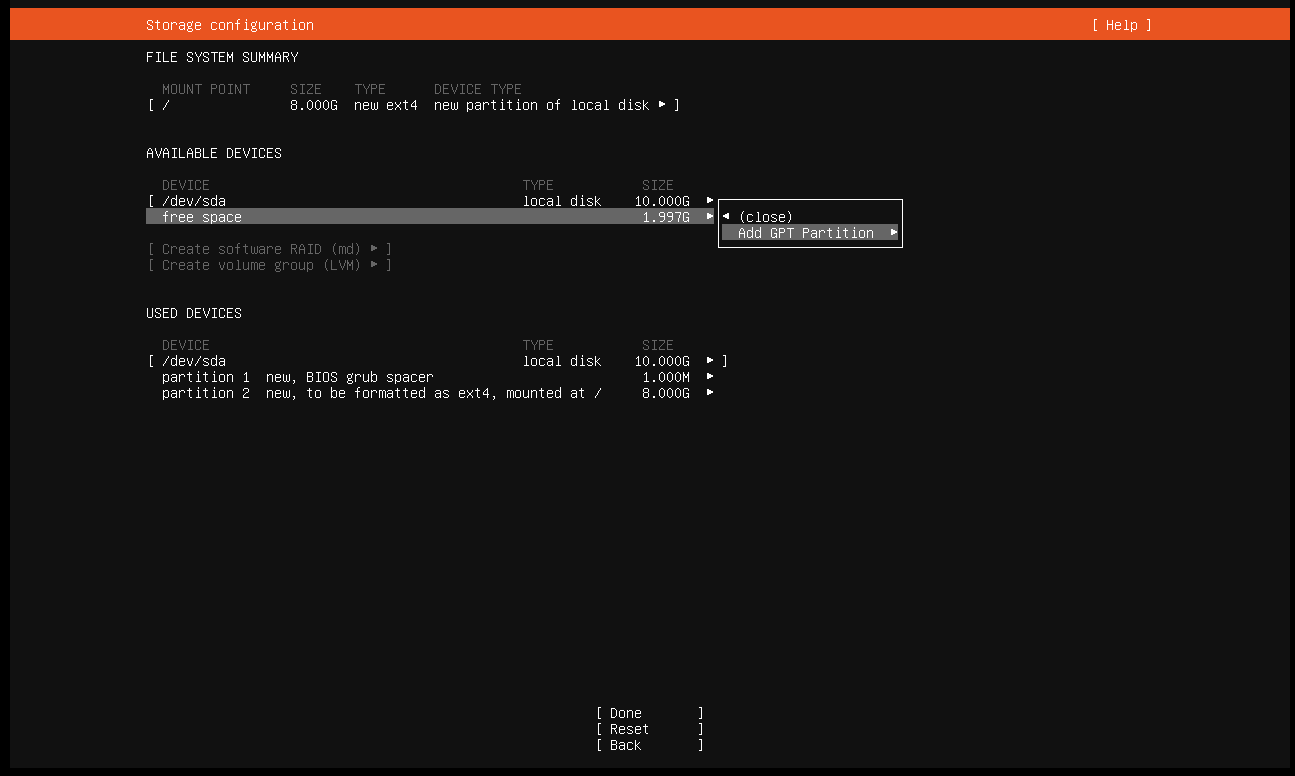 Storage configuration [ Help ]
FILE SYSTEM SUMMARY
MOUNT POINT SIZE TYPE DEVICE TYPE
[ / 8.000G new ext4 new partition of local disk ▸ ]
AVAILABLE DEVICES
DEVICE TYPE SIZE
[ /dev/sda local disk 10.000G ▸
free space 1.997G ▸
◂ (close)
Add GPT Partition ▸
[ Create software RAID (md) ▸ ]
[ Create volume group (LVM) ▸ ]
USED DEVICES
DEVICE TYPE SIZE
[ /dev/sda local disk 10.000G ▸ ]
partition 1 new, BIOS grub spacer 1.000M ▸
partition 2 new, to be formatted as ext4, mounted at / 8.000G ▸
[ Done ]
[ Reset ]
[ Back ]